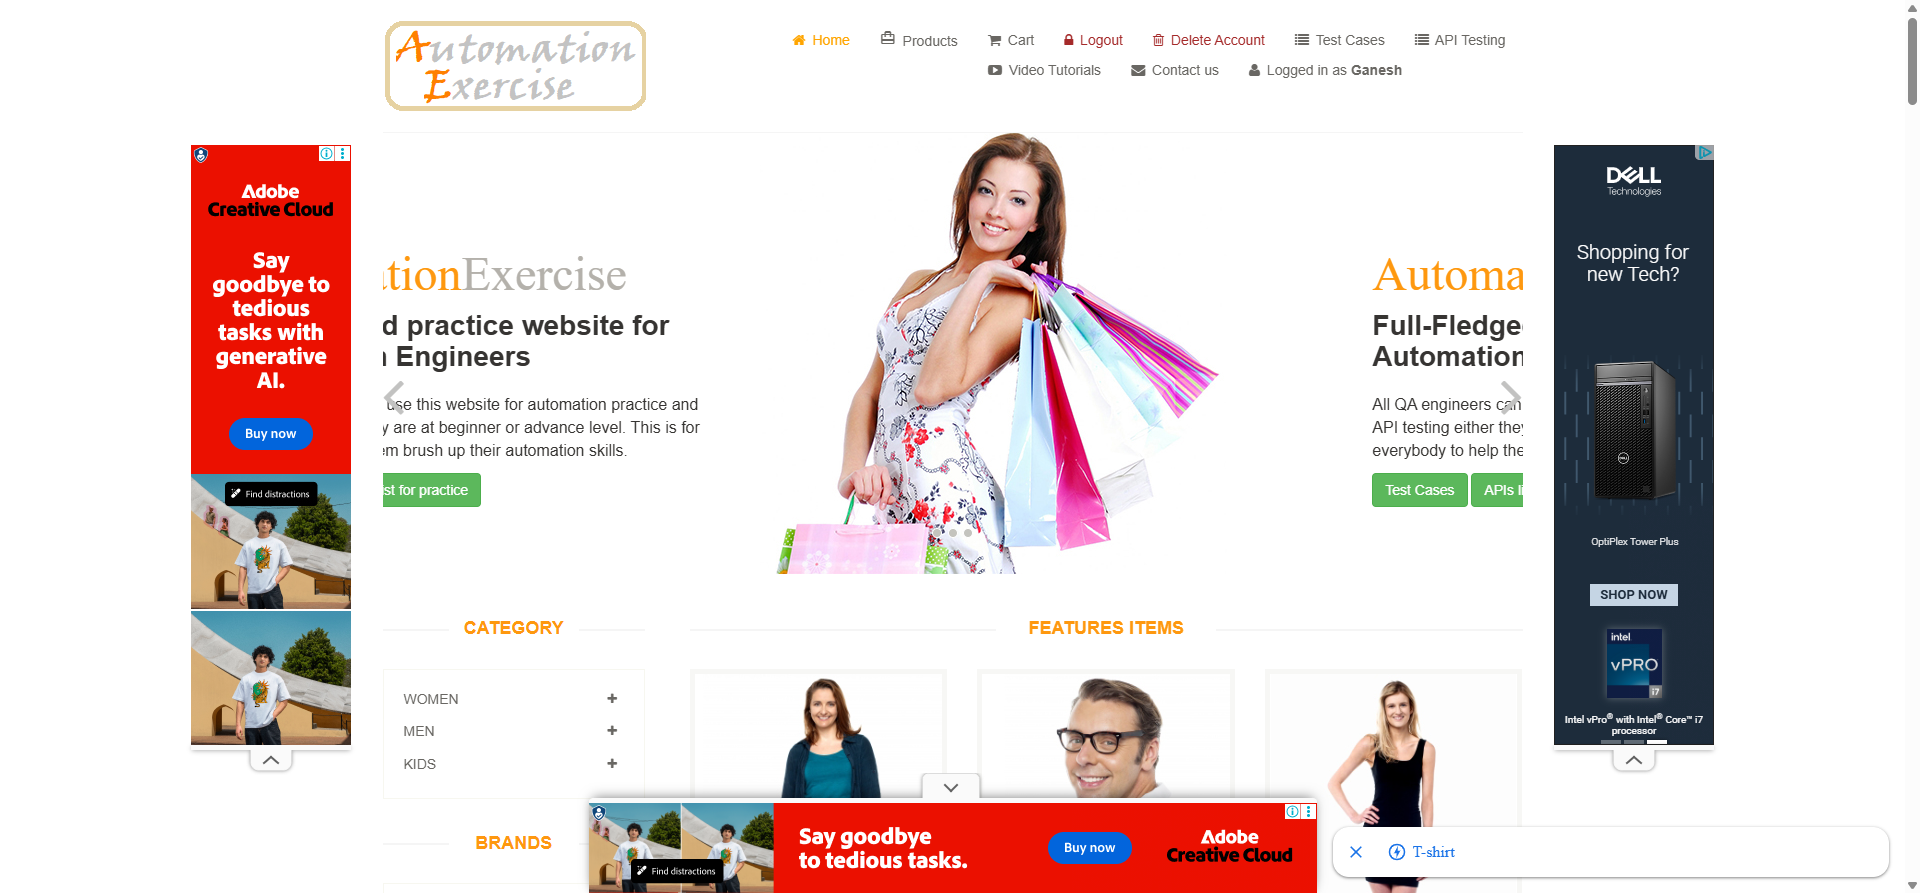 Automation
Exercise
Home
Products
Cart
Logout
Delete Account
Test Cases
API Testing
Video Tutorials
Contact us
Logged in as Ganesh
Adobe
Creative Cloud
Say
goodbye to
tedious
tasks with
generative
AI.
Buy now
Find distractions
tionExercise
d practice website for
n Engineers
use this website for automation practice and
y are at beginner or advance level. This is for
em brush up their automation skills.
ist for practice
Automa
Full-Fledge
Automation
All QA engineers can
API testing either they
everybody to help the
Test Cases
APIs li
DELL
Technologies
Shopping for
new Tech?
DELL
OptiPlex Tower Plus
SHOP NOW
intel
vPRO
i7
Intel vPro® with Intel® Core™ i7
processor
CATEGORY
WOMEN
MEN
KIDS
BRANDS
FEATURES ITEMS
Find distractions
Say goodbye
to tedious tasks.
Buy now
Adobe
Creative Cloud
T-shirt